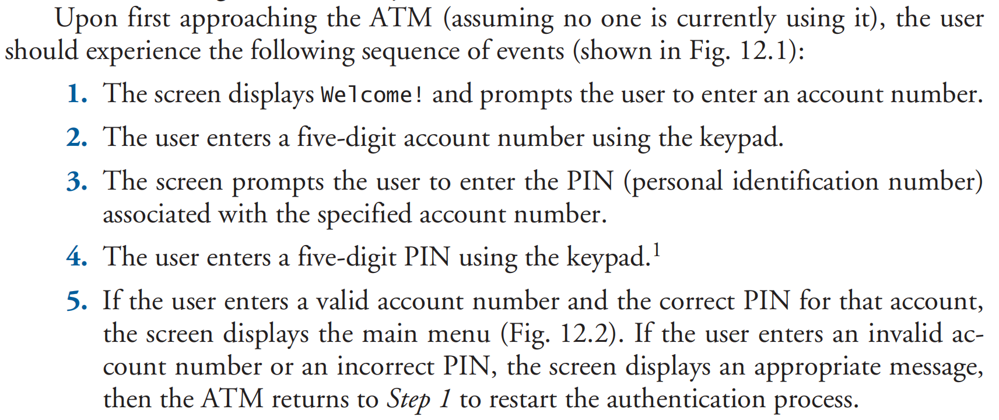 Upon first approaching the ATM (assuming no one is currently using it), the user
should experience the following sequence of events (shown in Fig. 12.1):
1. The screen displays Welcome! and prompts the user to enter an account number.
2. The user enters a five-digit account number using the keypad.
3. The screen prompts the user to enter the PIN (personal identification number)
associated with the specified account number.
4. The user enters a five-digit PIN using the keypad.1
5. If the user enters a valid account number and the correct PIN for that account,
the screen displays the main menu (Fig. 12.2). If the user enters an invalid ac-
count number or an incorrect PIN, the screen displays an appropriate message,
then the ATM returns to Step 1 to restart the authentication process.